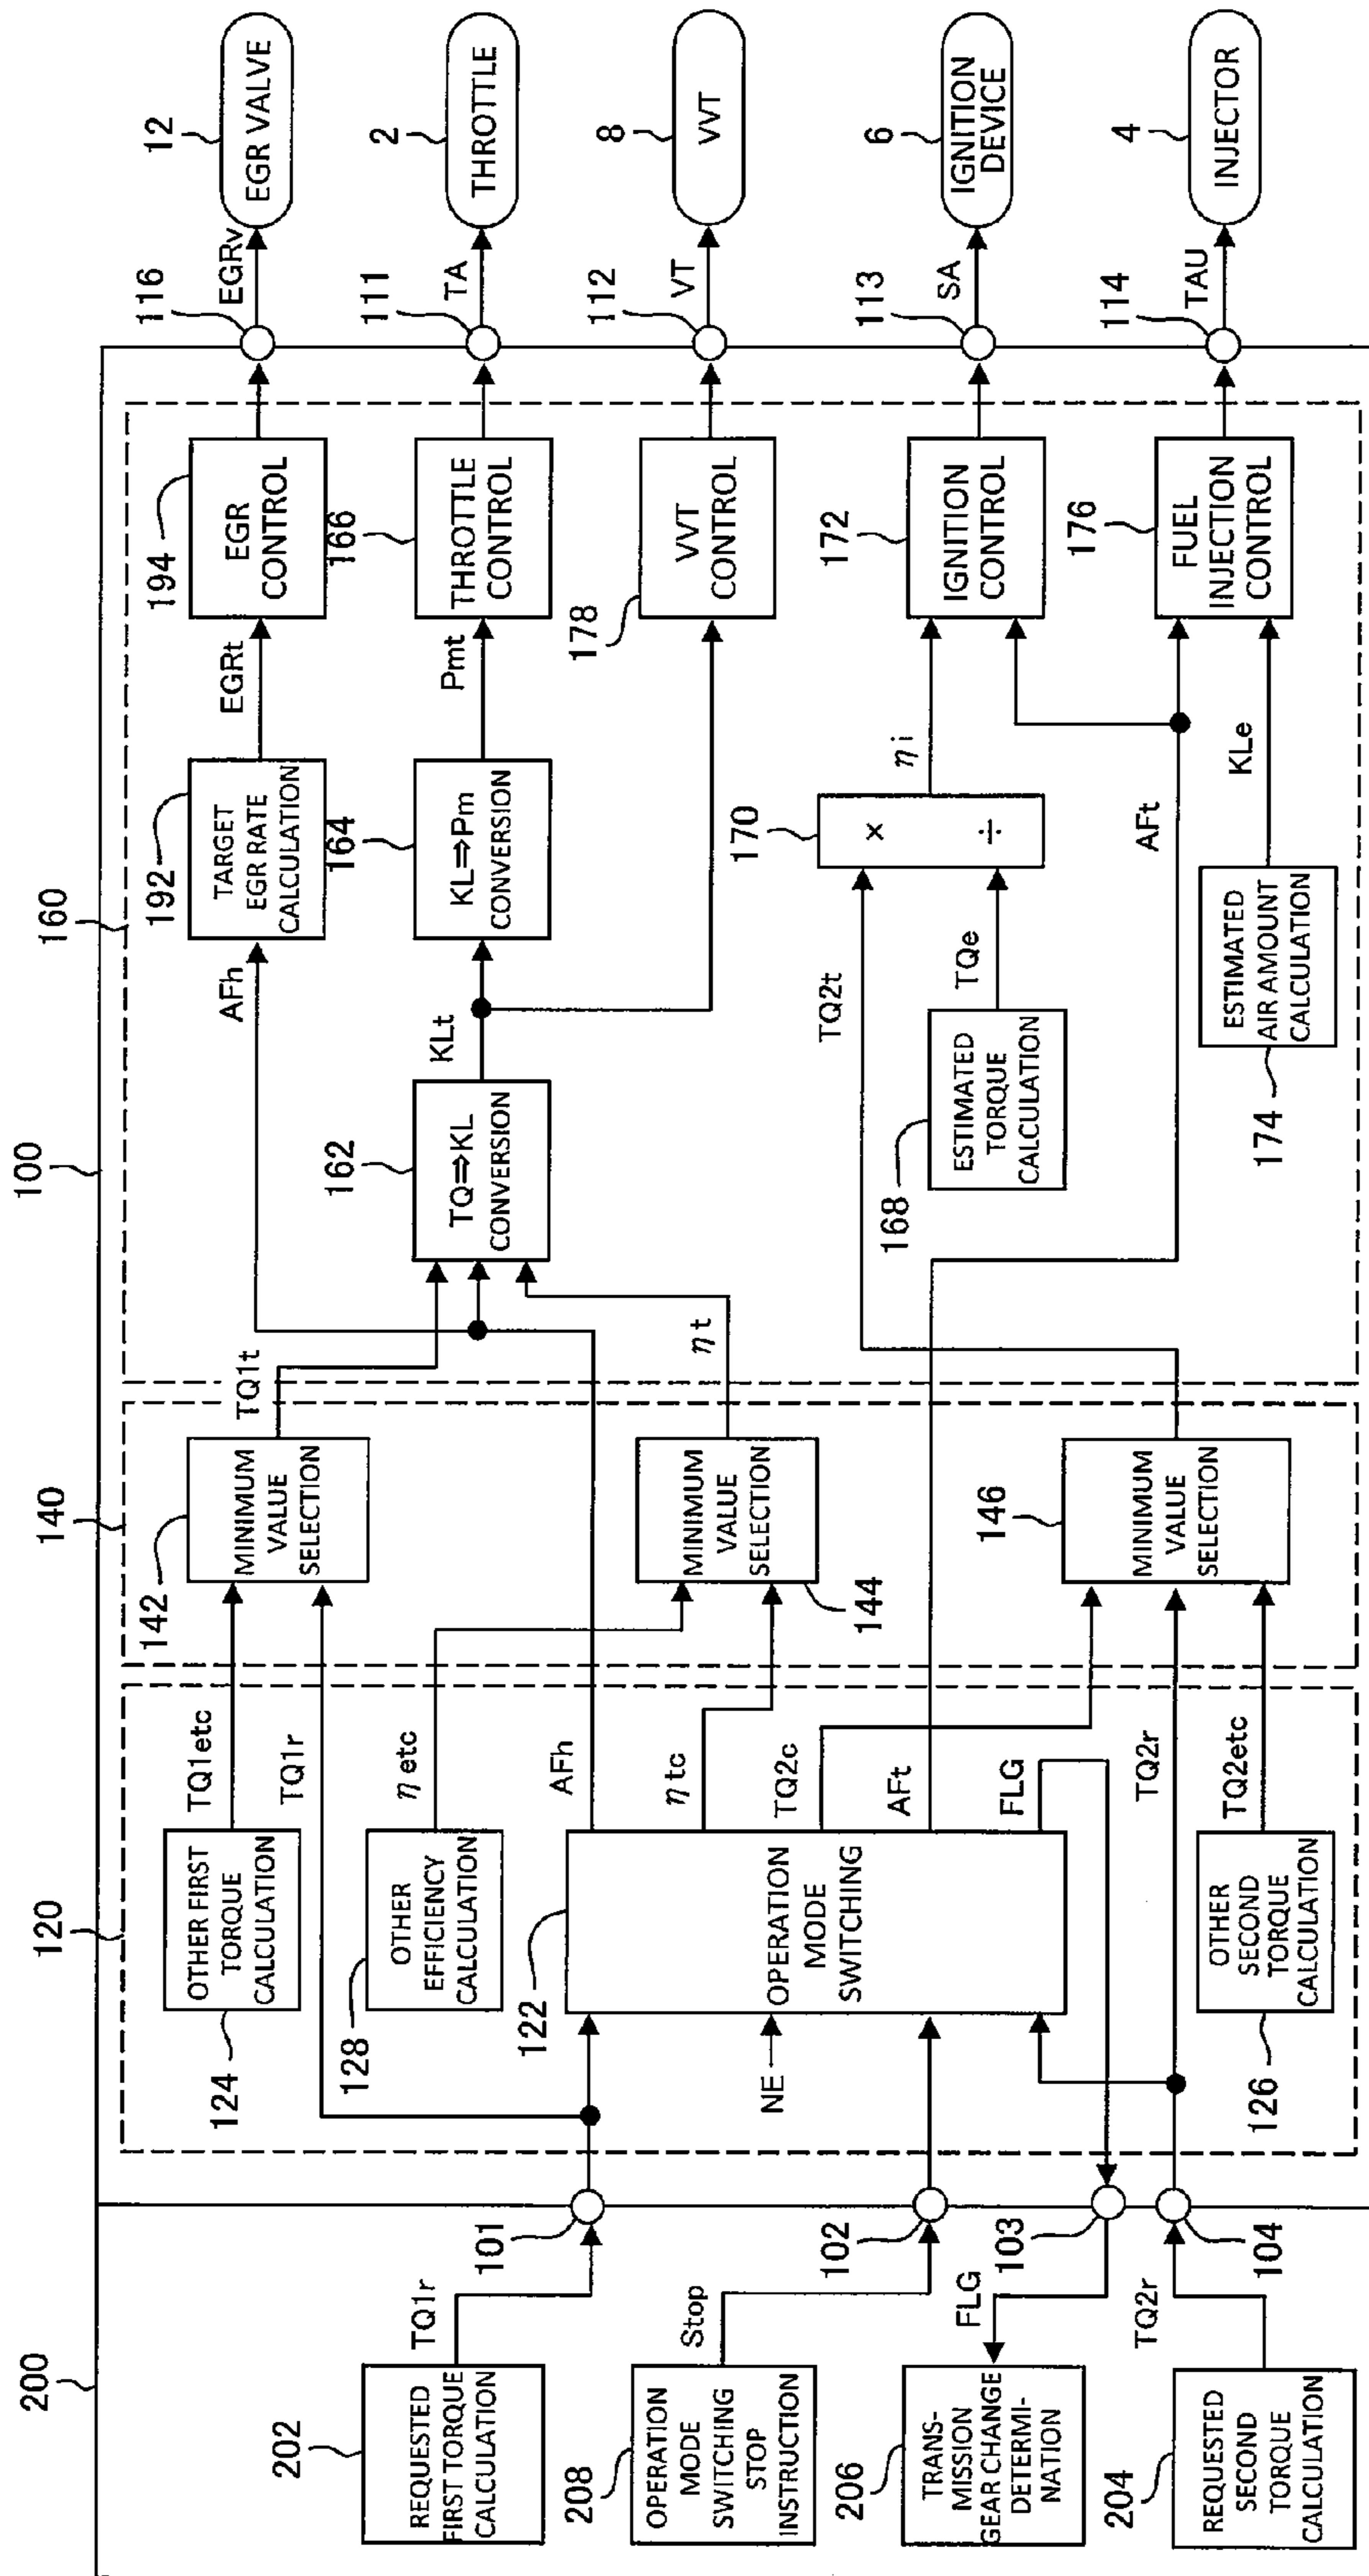 200
100
120
140
160
202
REQUESTED
FIRST TORQUE
CALCULATION
TQ1r
101
208
OPERATION
MODE
SWITCHING
STOP
INSTRUCTION
Stop
102
206
TRANS-
MISSION
GEAR CHANGE
DETERMI-
NATION
FLG
103
204
REQUESTED
SECOND
TORQUE
CALCULATION
TQ2r
104
124
OTHER FIRST
TORQUE
CALCULATION
TQ1etc
TQ1r
128
OTHER
EFFICIENCY
CALCULATION
ηetc
122
NE
OPERATION
MODE
SWITCHING
AFh
ηtc
TQ2c
AFt
FLG
TQ2r
126
OTHER
SECOND
TORQUE
CALCULATION
TQ2etc
142
MINIMUM
VALUE
SELECTION
TQ1t
144
MINIMUM
VALUE
SELECTION
ηt
146
MINIMUM
VALUE
SELECTION
162
TQ⇒KL
CONVERSION
KLt
AFh
192
TARGET
EGR RATE
CALCULATION
EGRt
194
EGR
CONTROL
164
KL⇒Pm
CONVERSION
Pmt
166
THROTTLE
CONTROL
178
VVT
CONTROL
168
ESTIMATED
TORQUE
CALCULATION
TQ2t
TQe
170
×
÷
ηi
172
IGNITION
CONTROL
AFt
174
ESTIMATED
AIR AMOUNT
CALCULATION
KLe
176
FUEL
INJECTION
CONTROL
116
EGRv
12
EGR VALVE
111
TA
2
THROTTLE
112
VT
8
VVT
113
SA
6
IGNITION
DEVICE
114
TAU
4
INJECTOR